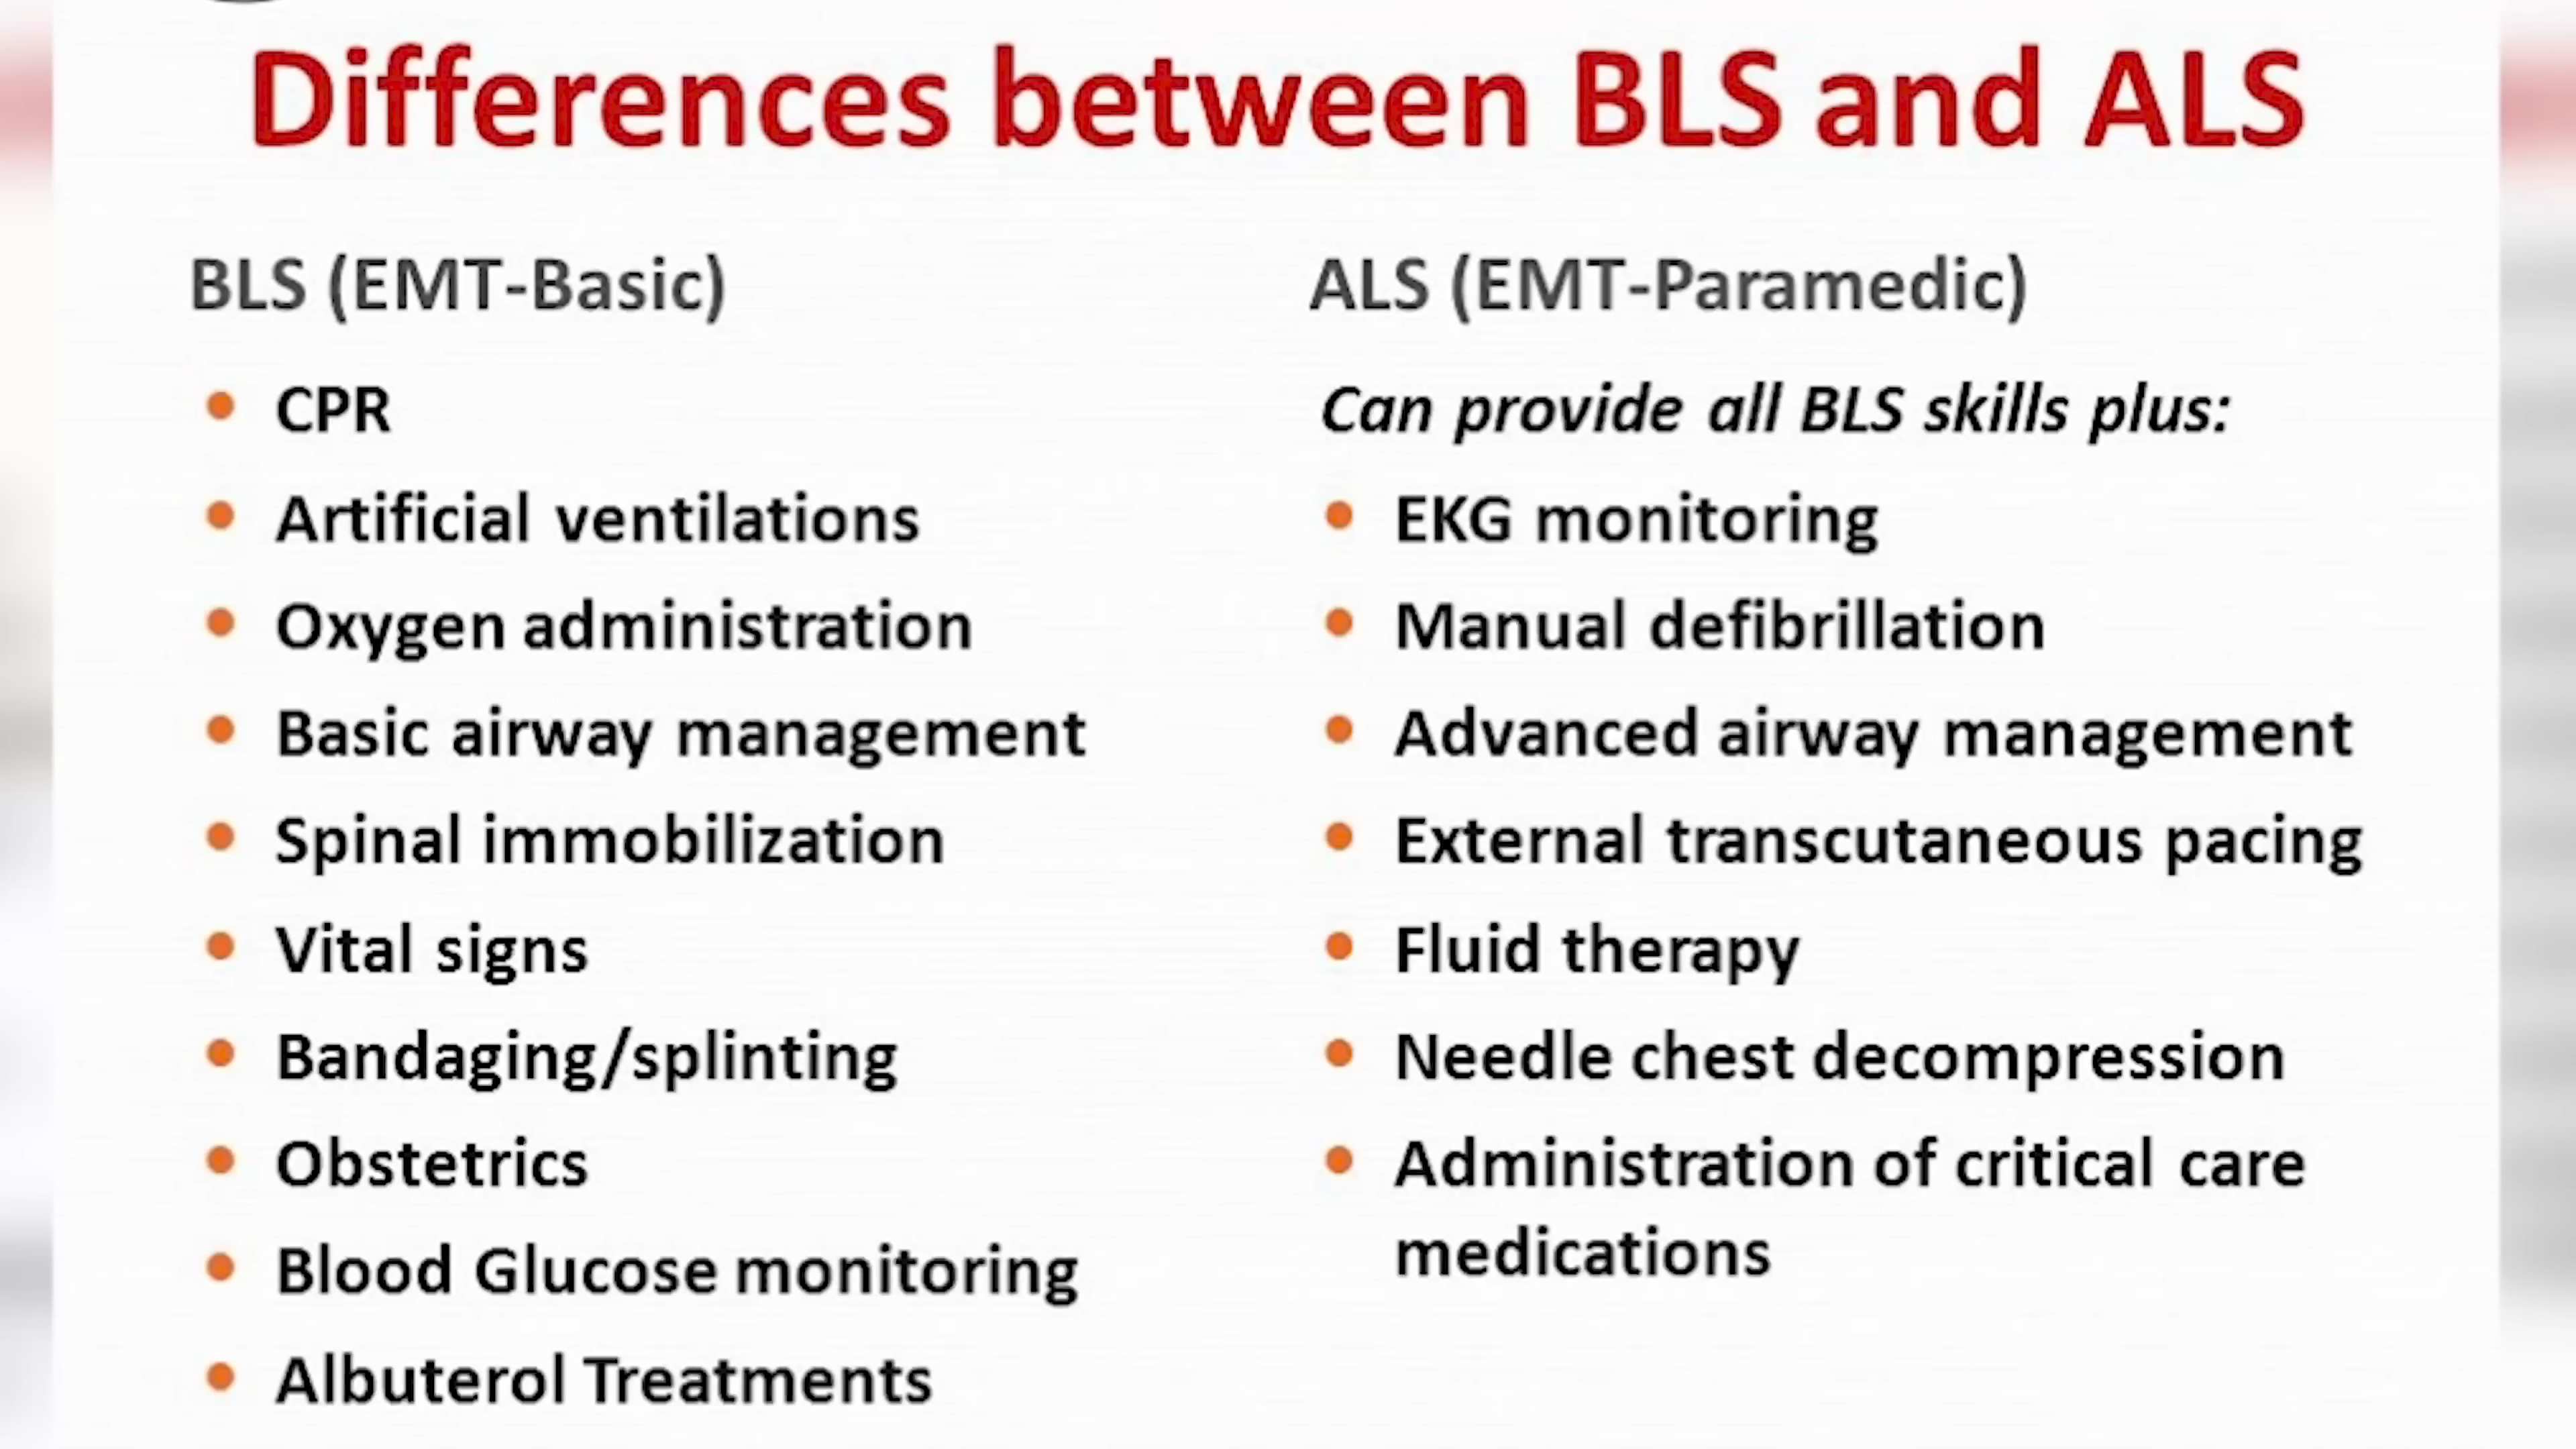 Differences between BLS and ALS
BLS (EMT-Basic)
• CPR
• Artificial ventilations
• Oxygen administration
• Basic airway management
• Spinal immobilization
• Vital signs
• Bandaging/splinting
• Obstetrics
• Blood Glucose monitoring
• Albuterol Treatments
ALS (EMT-Paramedic)
Can provide all BLS skills plus:
• EKG monitoring
• Manual defibrillation
• Advanced airway management
• External transcutaneous pacing
• Fluid therapy
• Needle chest decompression
• Administration of critical care
medications